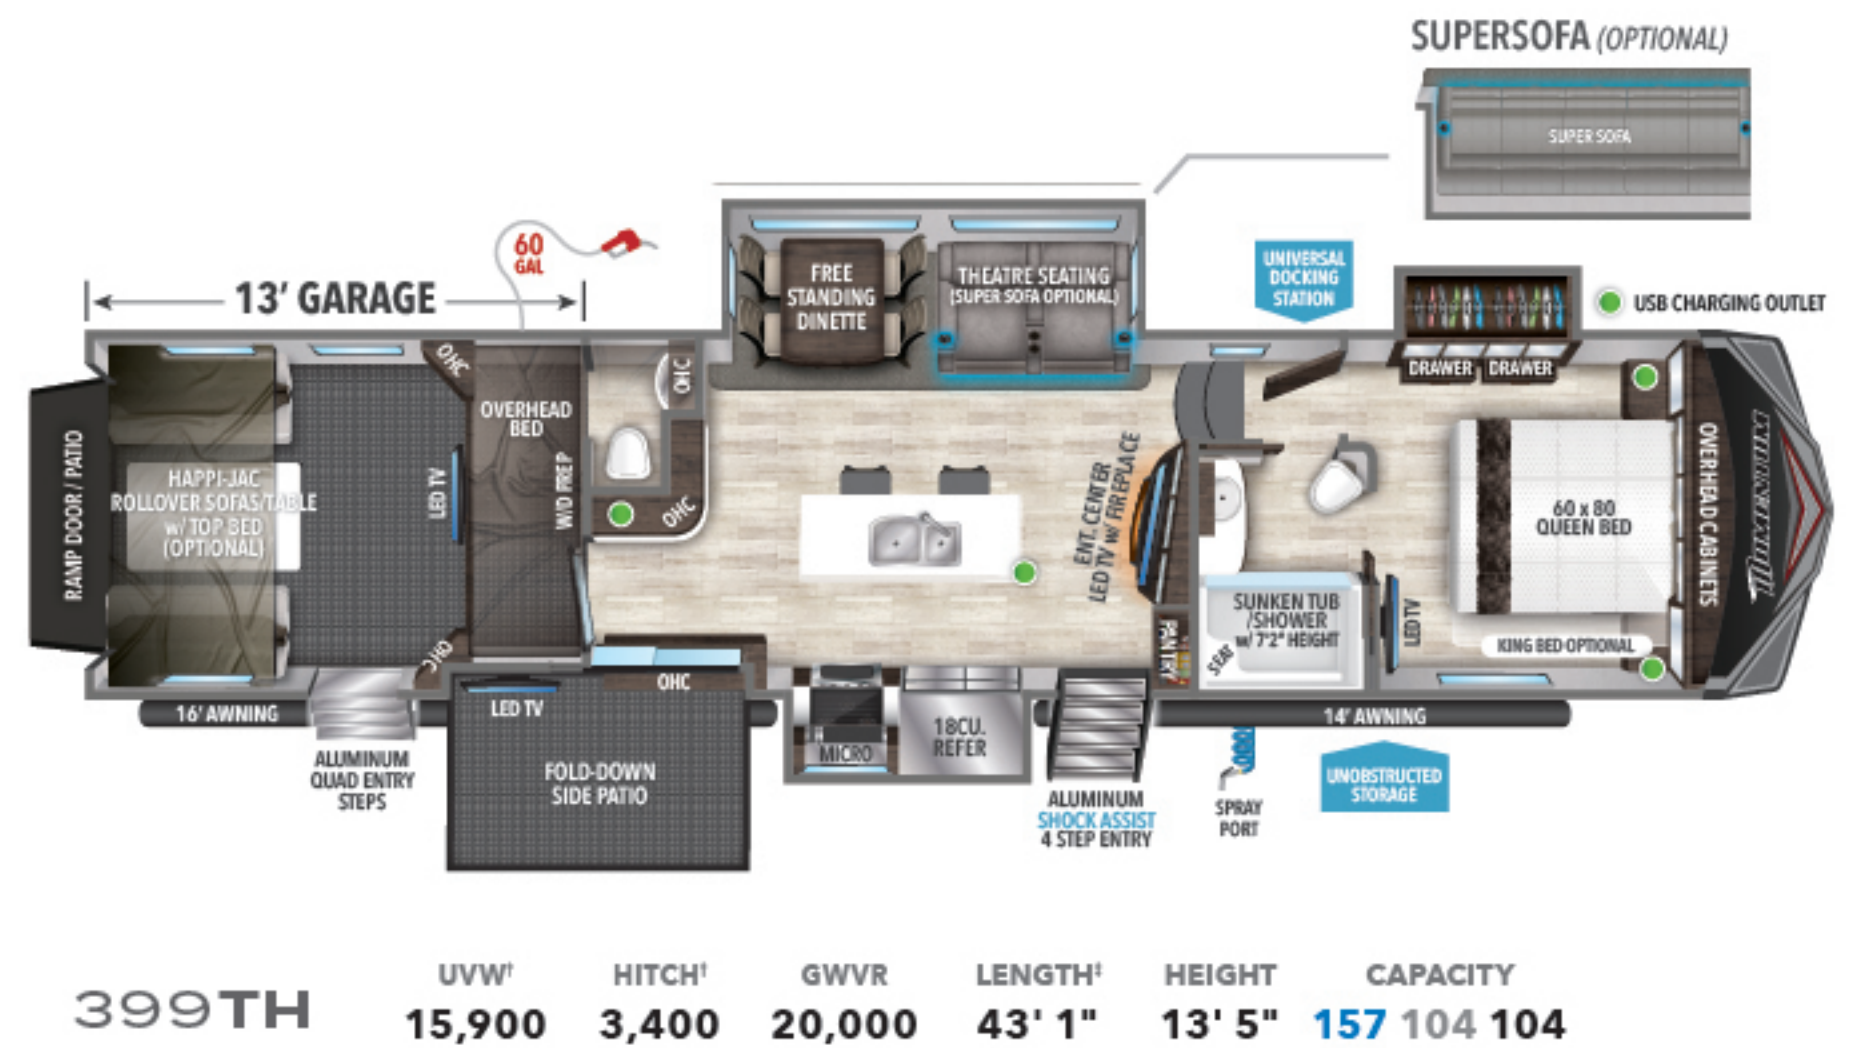 SUPERSOFA (OPTIONAL)
SUPER SOFA
60
GAL
13' GARAGE
UNIVERSAL
DOCKING
STATION
USB CHARGING OUTLET
FREE
STANDING
DINETTE
THEATRE SEATING
(SUPER SOFA OPTIONAL)
DRAWER
DRAWER
OHC
OHC
OVERHEAD
BED
RAMP DOOR / PATIO
HAPPI-JAC
ROLLOVER SOFAS/TABLE
w/ TOP BED
(OPTIONAL)
LED TV
W/D PREP
OHC
ENT. CENTER
LED TV w/ FIREPLACE
60 x 80
QUEEN BED
OVERHEAD CABINETS
MOMENTUM
SUNKEN TUB
/SHOWER
w/ 7'2" HEIGHT
SEAT
PANTRY
LED TV
KING BED OPTIONAL
OHC
OHC
16' AWNING
LED TV
14' AWNING
MICRO
18CU.
REFER
ALUMINUM
QUAD ENTRY
STEPS
FOLD-DOWN
SIDE PATIO
ALUMINUM
SHOCK ASSIST
4 STEP ENTRY
SPRAY
PORT
UNOBSTRUCTED
STORAGE
399TH
UVW† HITCH† GWVR LENGTH‡ HEIGHT CAPACITY
15,900 3,400 20,000 43' 1" 13' 5" 157 104 104